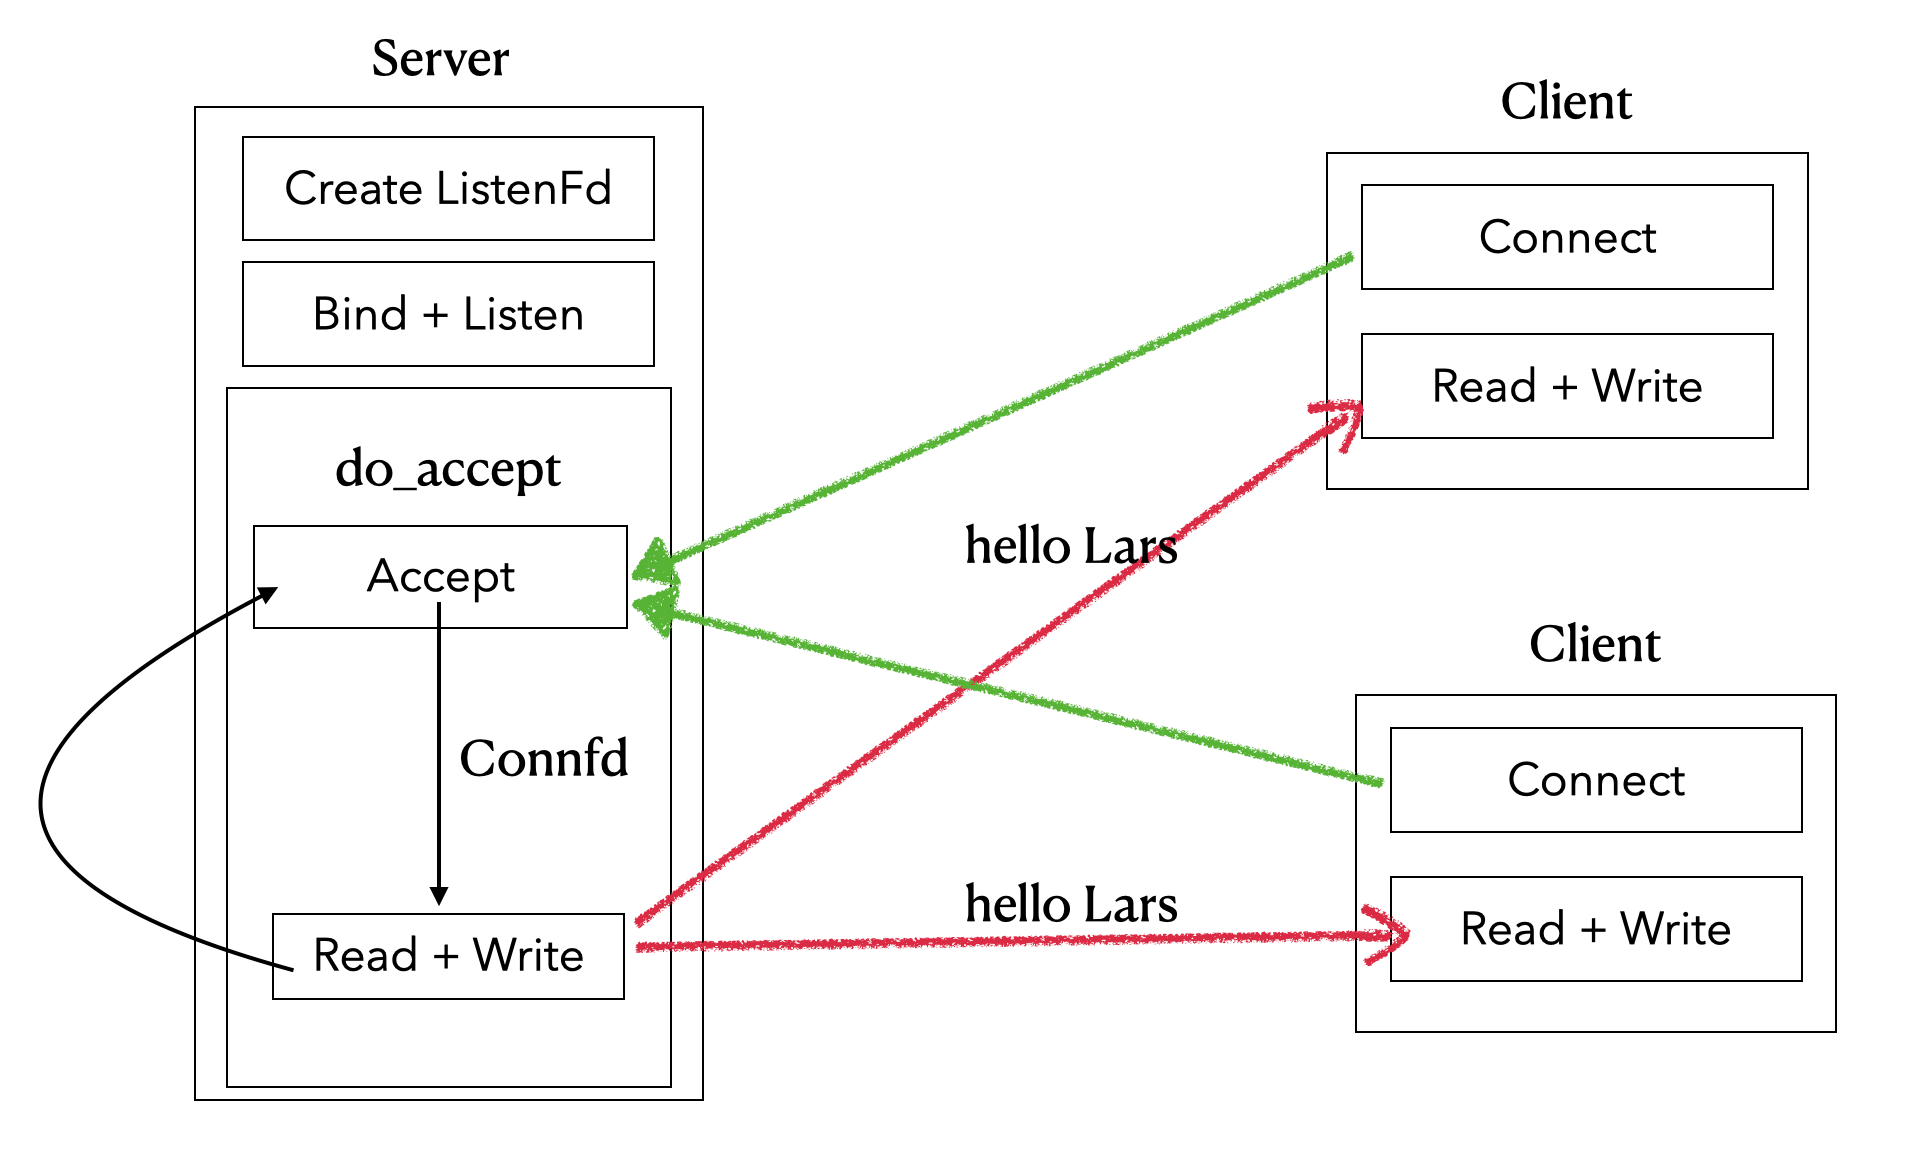 Server
Create ListenFd
Bind + Listen
do_accept
Accept
Connfd
Read + Write
hello Lars
hello Lars
Client
Connect
Read + Write
Client
Connect
Read + Write